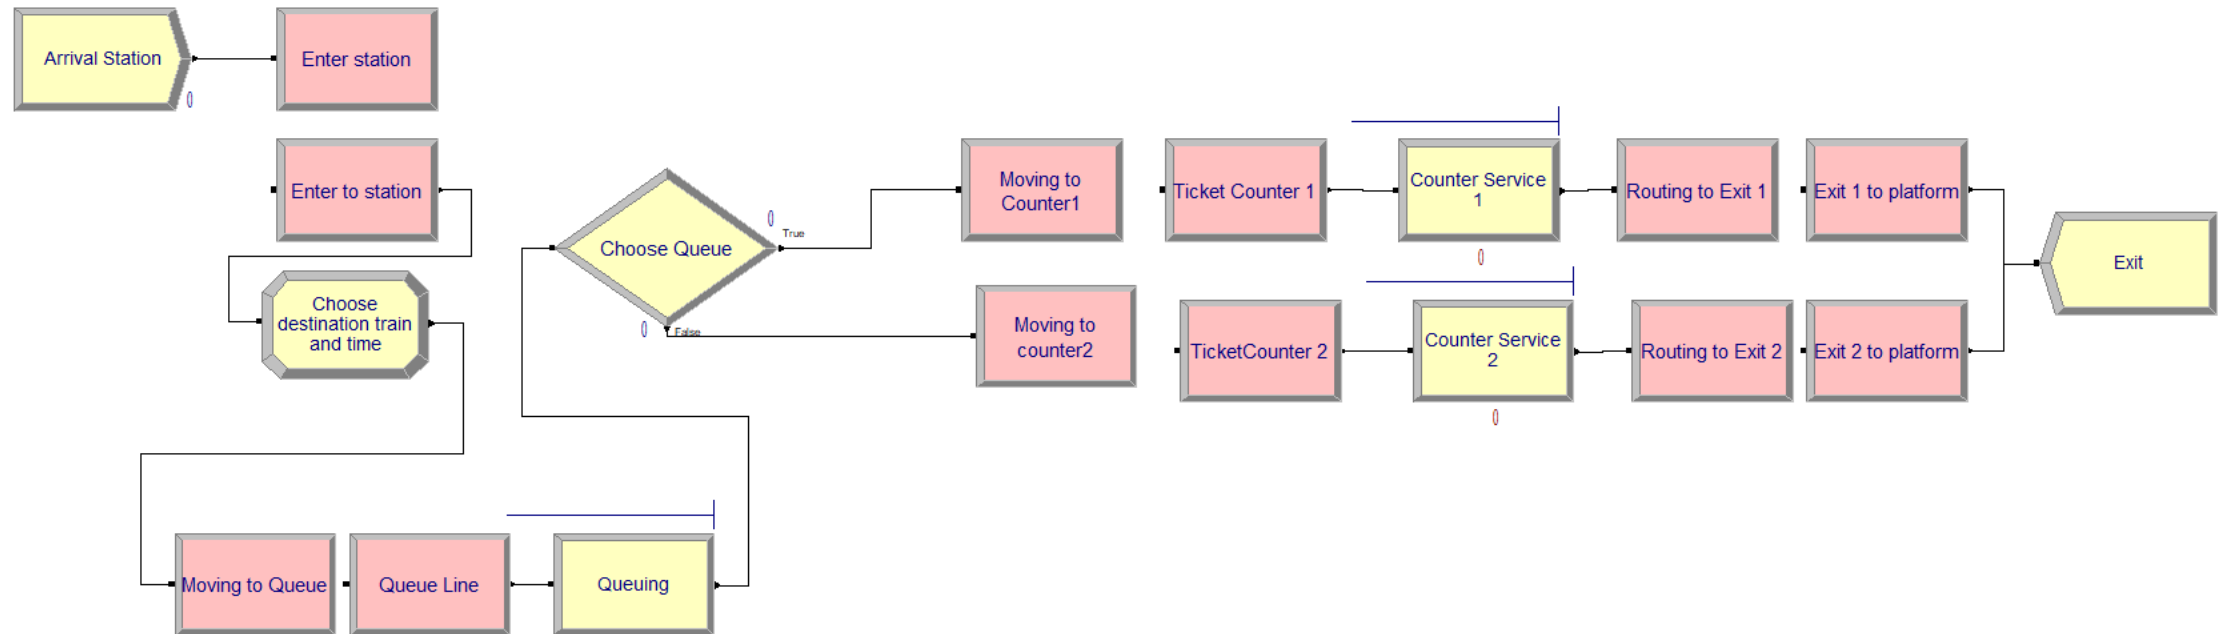 Arrival Station
0
Enter station
Enter to station
Choose
destination train
and time
Moving to Queue
Queue Line
Queuing
Choose Queue
0
True
0
False
Moving to
Counter1
Moving to
counter2
Ticket Counter 1
Counter Service
1
0
Routing to Exit 1
Exit 1 to platform
TicketCounter 2
Counter Service
2
0
Routing to Exit 2
Exit 2 to platform
Exit